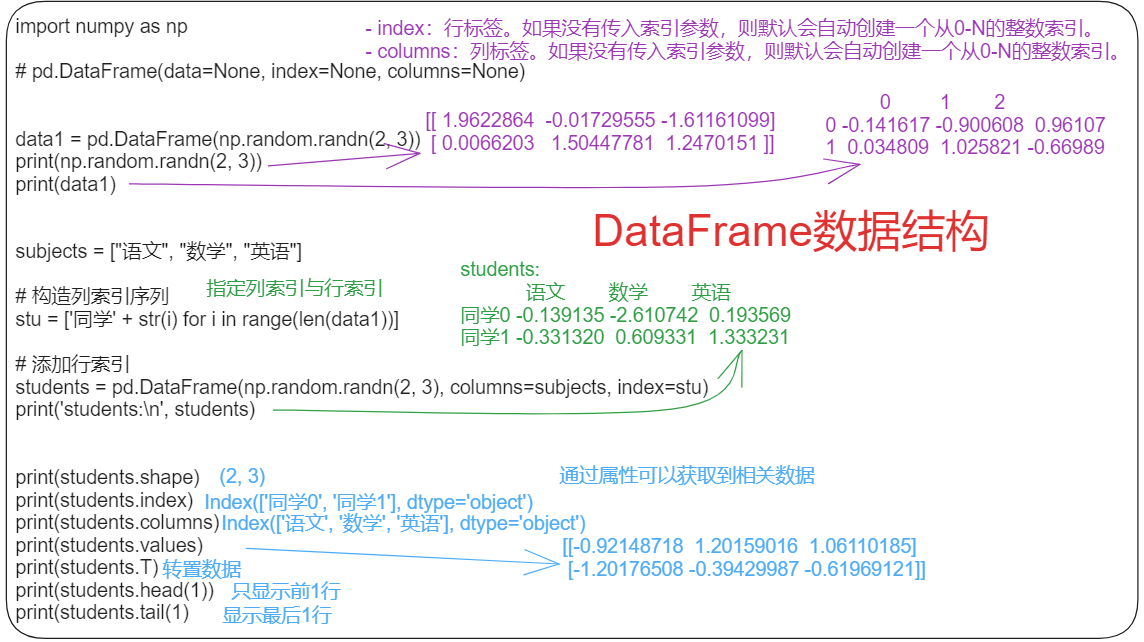 import numpy as np
- index：行标签。如果没有传入索引参数，则默认会自动创建一个从0-N的整数索引。
- columns：列标签。如果没有传入索引参数，则默认会自动创建一个从0-N的整数索引。
# pd.DataFrame(data=None, index=None, columns=None)
data1 = pd.DataFrame(np.random.randn(2, 3))
print(np.random.randn(2, 3))
print(data1)
[[ 1.9622864 -0.01729555 -1.61161099]
[ 0.0066203 1.50447781 1.2470151 ]]
0 1 2
0 -0.141617 -0.900608 0.96107
1 0.034809 1.025821 -0.66989
DataFrame数据结构
subjects = ["语文", "数学", "英语"]
# 构造列索引序列
指定列索引与行索引
stu = ['同学' + str(i) for i in range(len(data1))]
students:
语文 数学 英语
同学0 -0.139135 -2.610742 0.193569
同学1 -0.331320 0.609331 1.333231
# 添加行索引
students = pd.DataFrame(np.random.randn(2, 3), columns=subjects, index=stu)
print('students:\n', students)
print(students.shape) (2, 3)
通过属性可以获取到相关数据
print(students.index) Index(['同学0', '同学1'], dtype='object')
print(students.columns) Index(['语文', '数学', '英语'], dtype='object')
print(students.values)
[[-0.92148718 1.20159016 1.06110185]
[-1.20176508 -0.39429987 -0.61969121]]
print(students.T) 转置数据
print(students.head(1)) 只显示前1行
print(students.tail(1) 显示最后1行